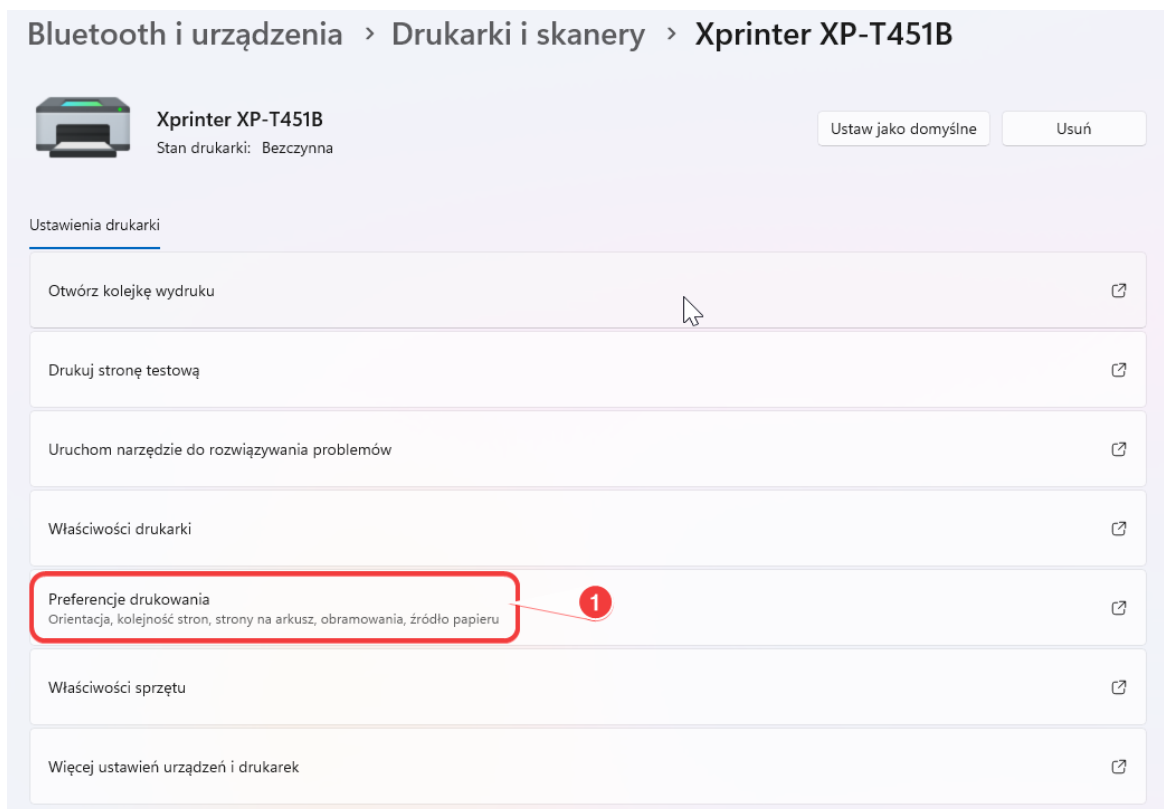 Bluetooth i urządzenia > Drukarki i skanery > Xprinter XP-T451B
Xprinter XP-T451B
Stan drukarki: Bezczynna
Ustaw jako domyślne
Usuń
Ustawienia drukarki
Otwórz kolejkę wydruku
Drukuj stronę testową
Uruchom narzędzie do rozwiązywania problemów
Właściwości drukarki
Preferencje drukowania
Orientacja, kolejność stron, strony na arkusz, obramowania, źródło papieru
1
Właściwości sprzętu
Więcej ustawień urządzeń i drukarek